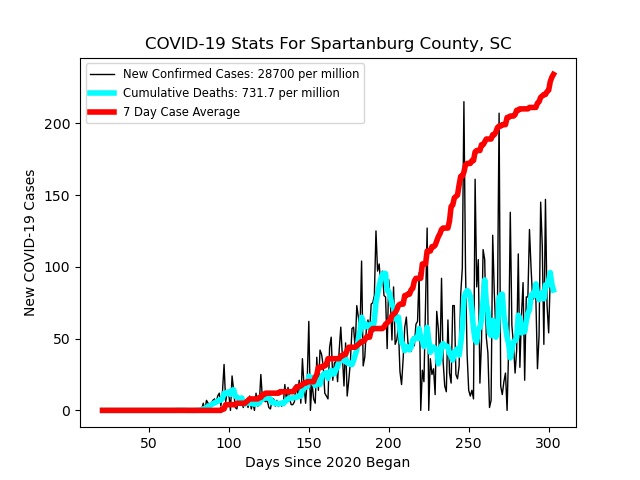 COVID-19 Stats For Spartanburg County, SC
New Confirmed Cases: 28700 per million
Cumulative Deaths: 731.7 per million
7 Day Case Average
New COVID-19 Cases
200
150
100
50
0
50 100 150 200 250 300
Days Since 2020 Began